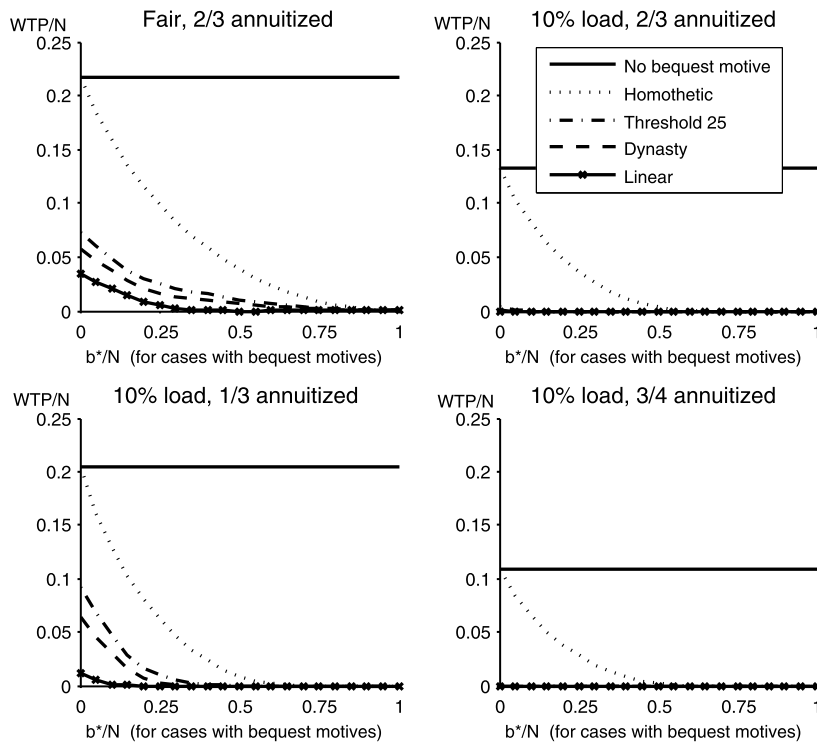 Fair, 2/3 annuitized
WTP/N
0.25
0.2
0.15
0.1
0.05
0
0 0.25 0.5 0.75 1
b*/N (for cases with bequest motives)
10% load, 2/3 annuitized
WTP/N
0.25
0.2
0.15
0.1
0.05
0
No bequest motive
Homothetic
Threshold 25
Dynasty
Linear
0 0.25 0.5 0.75 1
b*/N (for cases with bequest motives)
10% load, 1/3 annuitized
WTP/N
0.25
0.2
0.15
0.1
0.05
0
0 0.25 0.5 0.75 1
b*/N (for cases with bequest motives)
10% load, 3/4 annuitized
WTP/N
0.25
0.2
0.15
0.1
0.05
0
0 0.25 0.5 0.75 1
b*/N (for cases with bequest motives)